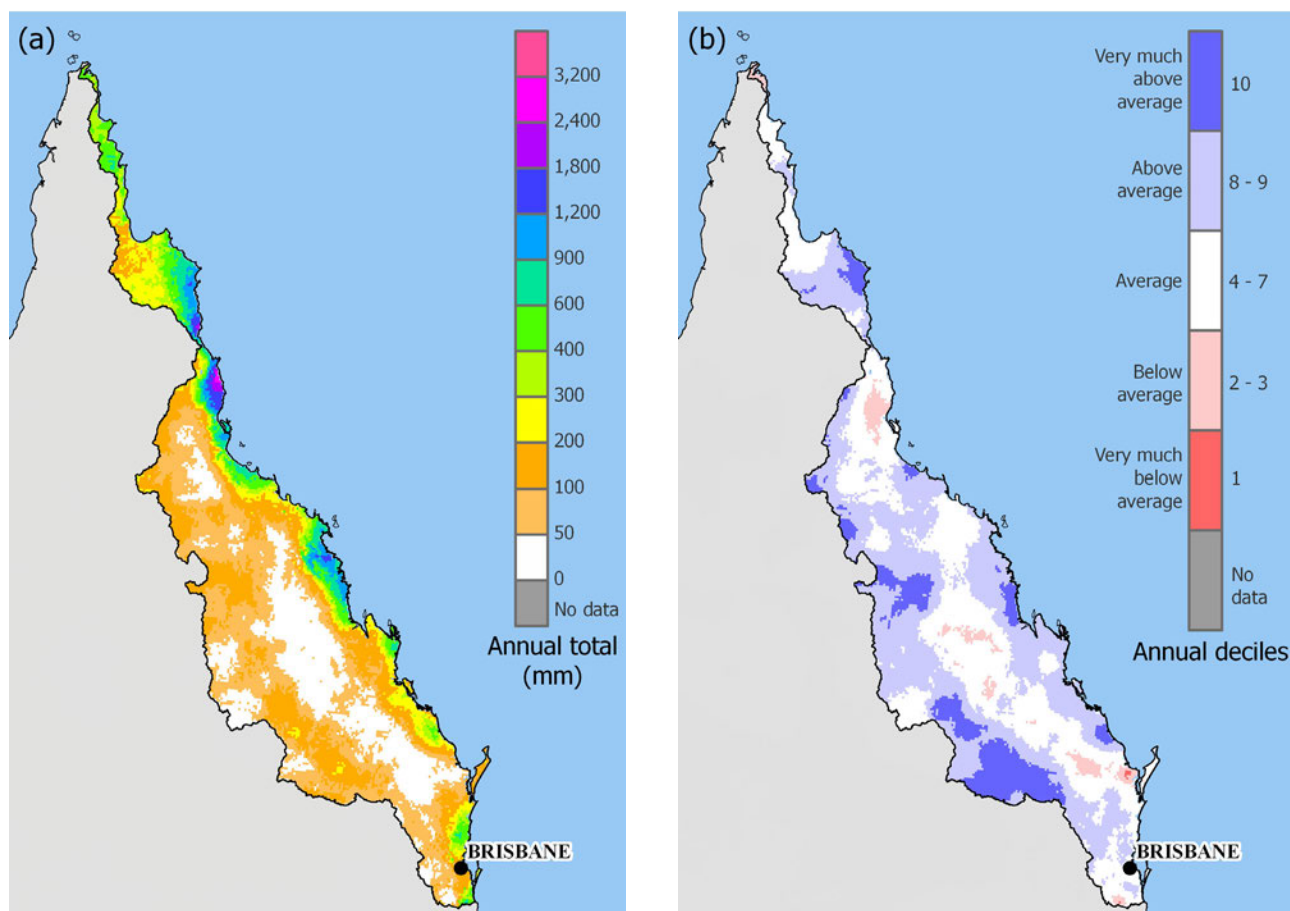 (a)
3,200
2,400
1,800
1,200
900
600
400
300
200
100
50
0
No data
Annual total
(mm)
BRISBANE
(b)
Very much
above
average
10
Above
average
8 - 9
Average
4 - 7
Below
average
2 - 3
Very much
below
average
1
No
data
Annual deciles
BRISBANE